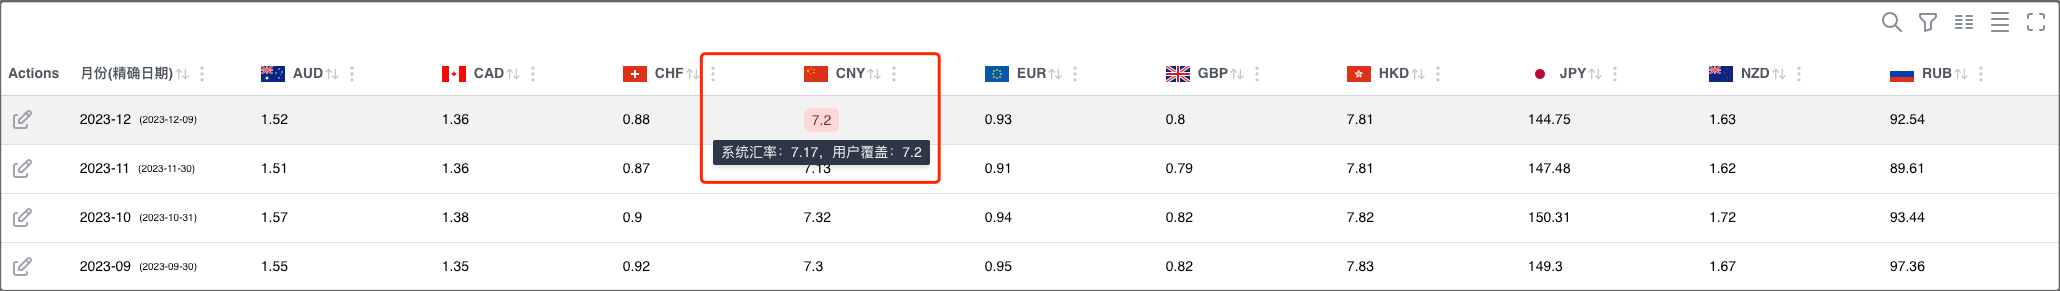 Actions 月份(精确日期) AUD CAD CHF CNY EUR GBP HKD JPY NZD RUB
2023-12 (2023-12-09) 1.52 1.36 0.88 7.2 0.93 0.8 7.81 144.75 1.63 92.54
系统汇率：7.17，用户覆盖：7.2
2023-11 (2023-11-30) 1.51 1.36 0.87 7.13 0.91 0.79 7.81 147.48 1.62 89.61
2023-10 (2023-10-31) 1.57 1.38 0.9 7.32 0.94 0.82 7.82 150.31 1.72 93.44
2023-09 (2023-09-30) 1.55 1.35 0.92 7.3 0.95 0.82 7.83 149.3 1.67 97.36